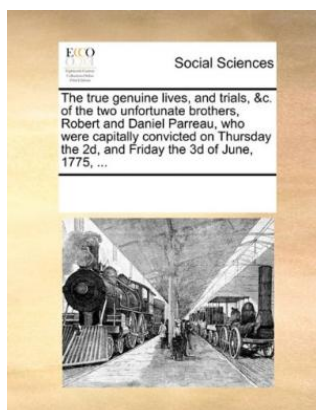 ECCO
Social Sciences
The true genuine lives, and trials, &c.
of the two unfortunate brothers,
Robert and Daniel Parreau, who
were capitally convicted on Thursday
the 2d, and Friday the 3d of June,
1775, ...